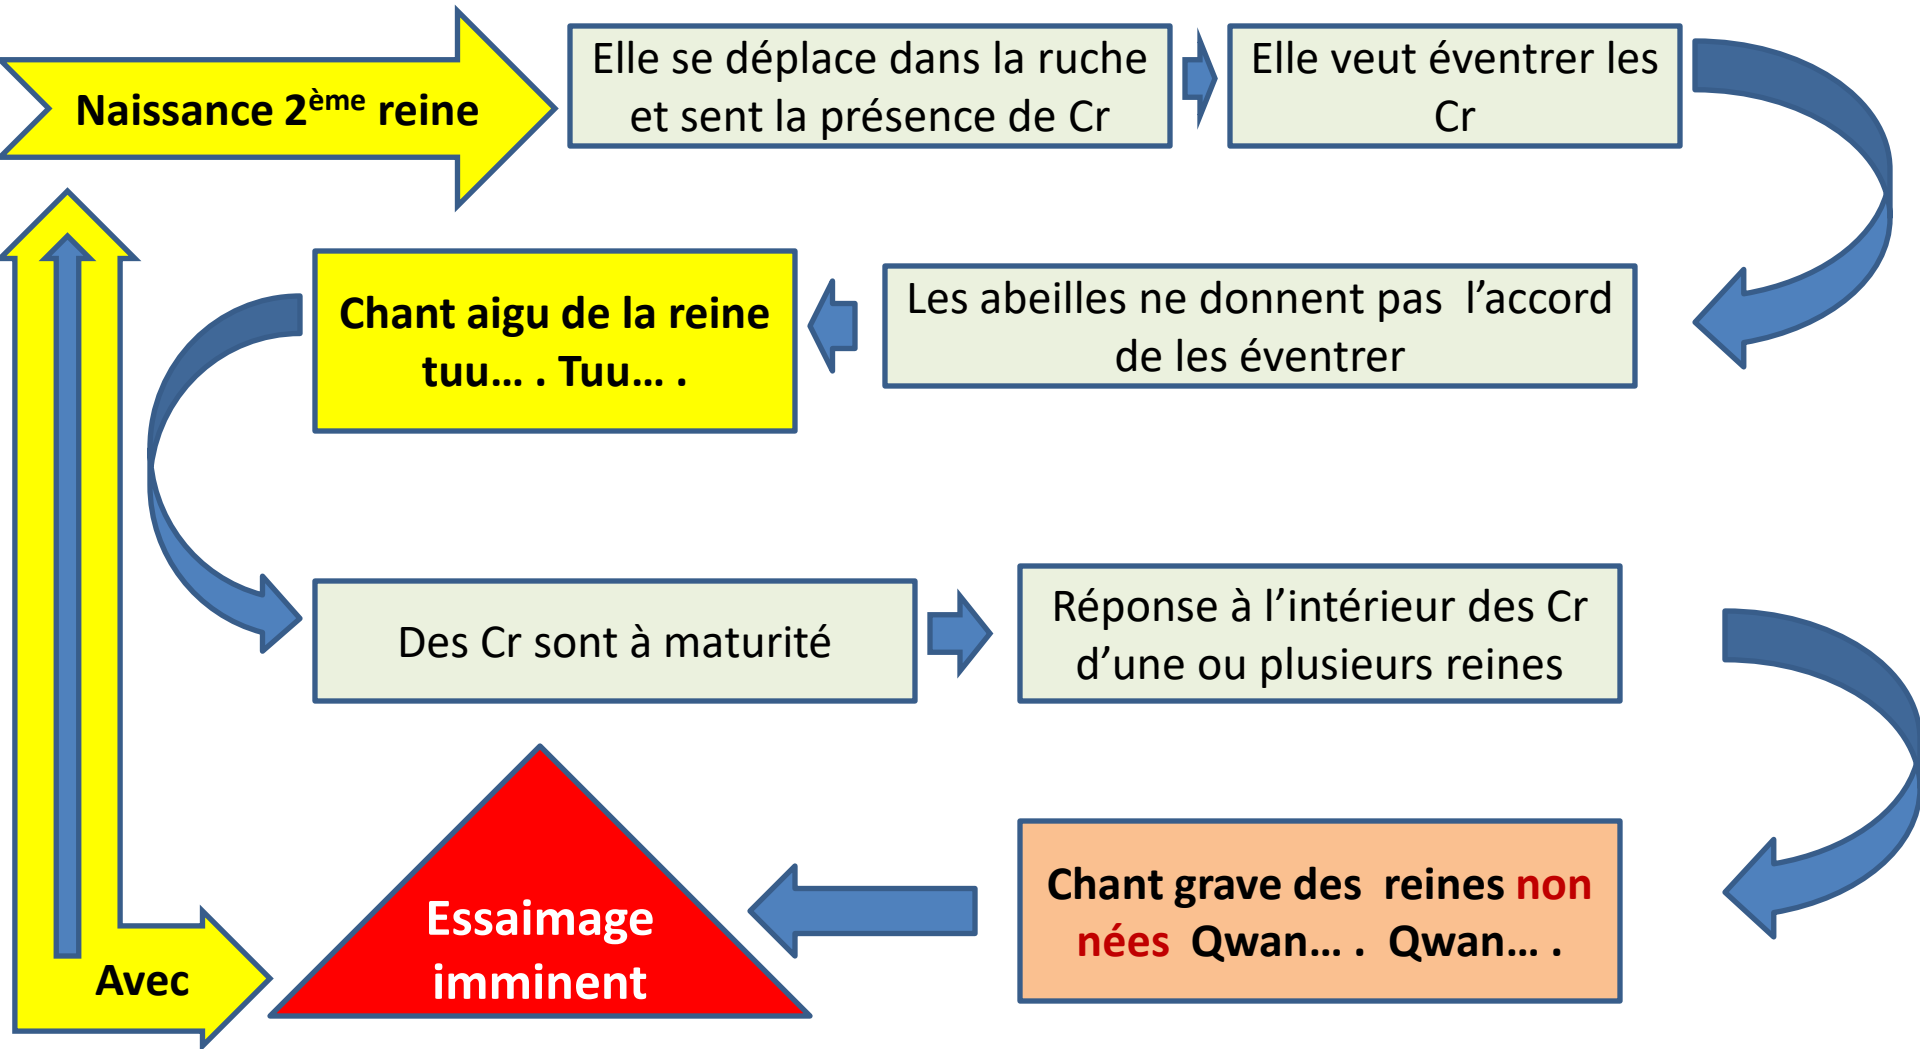 Naissance 2ème reine
Elle se déplace dans la ruche
et sent la présence de Cr
Elle veut éventrer les
Cr
Les abeilles ne donnent pas  l’accord
de les éventrer
Chant aigu de la reine
tuu… . Tuu… .
Des Cr sont à maturité
Réponse à l’intérieur des Cr
d’une ou plusieurs reines
Chant grave des  reines non
nées  Qwan… .  Qwan… .
Essaimage
imminent
Avec